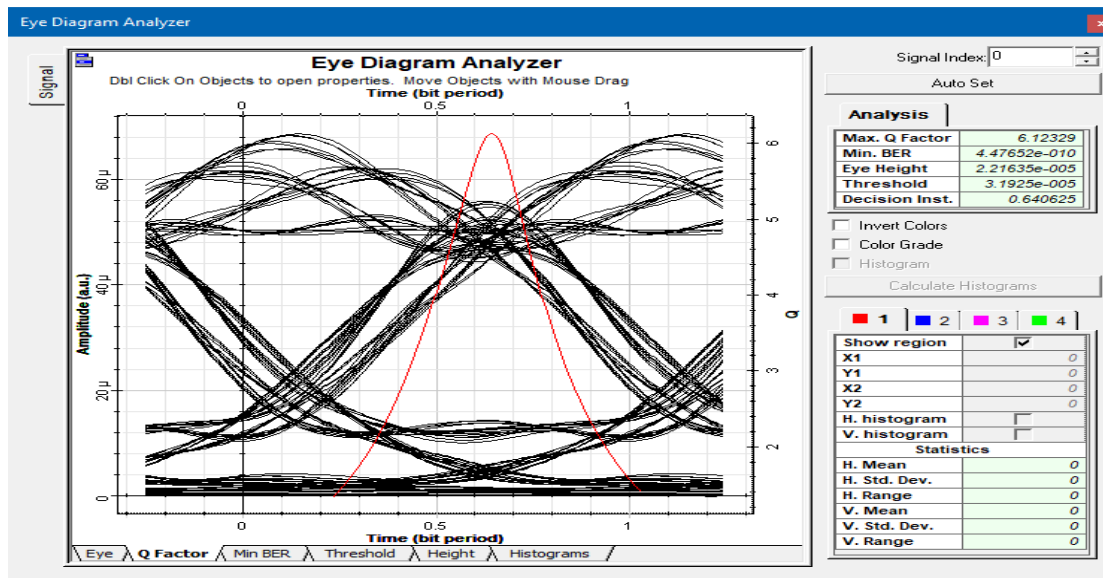 Eye Diagram Analyzer
Signal
Eye Diagram Analyzer
Dbl Click On Objects to open properties. Move Objects with Mouse Drag
Time (bit period)
0 0.5 1
Amplitude (a.u.)
60 µ
40 µ
20 µ
0
Q
6
5
4
3
2
0 0.5 1
Time (bit period)
Eye Q Factor Min BER Threshold Height Histograms
Signal Index: 0
Auto Set
Analysis
Max. Q Factor 6.12329
Min. BER 4.47652e-010
Eye Height 2.21635e-005
Threshold 3.1925e-005
Decision Inst. 0.640625
Invert Colors
Color Grade
Histogram
Calculate Histograms
1 2 3 4
Show region
X1 0
Y1 0
X2 0
Y2 0
H. histogram
V. histogram
Statistics
H. Mean 0
H. Std. Dev. 0
H. Range 0
V. Mean 0
V. Std. Dev. 0
V. Range 0